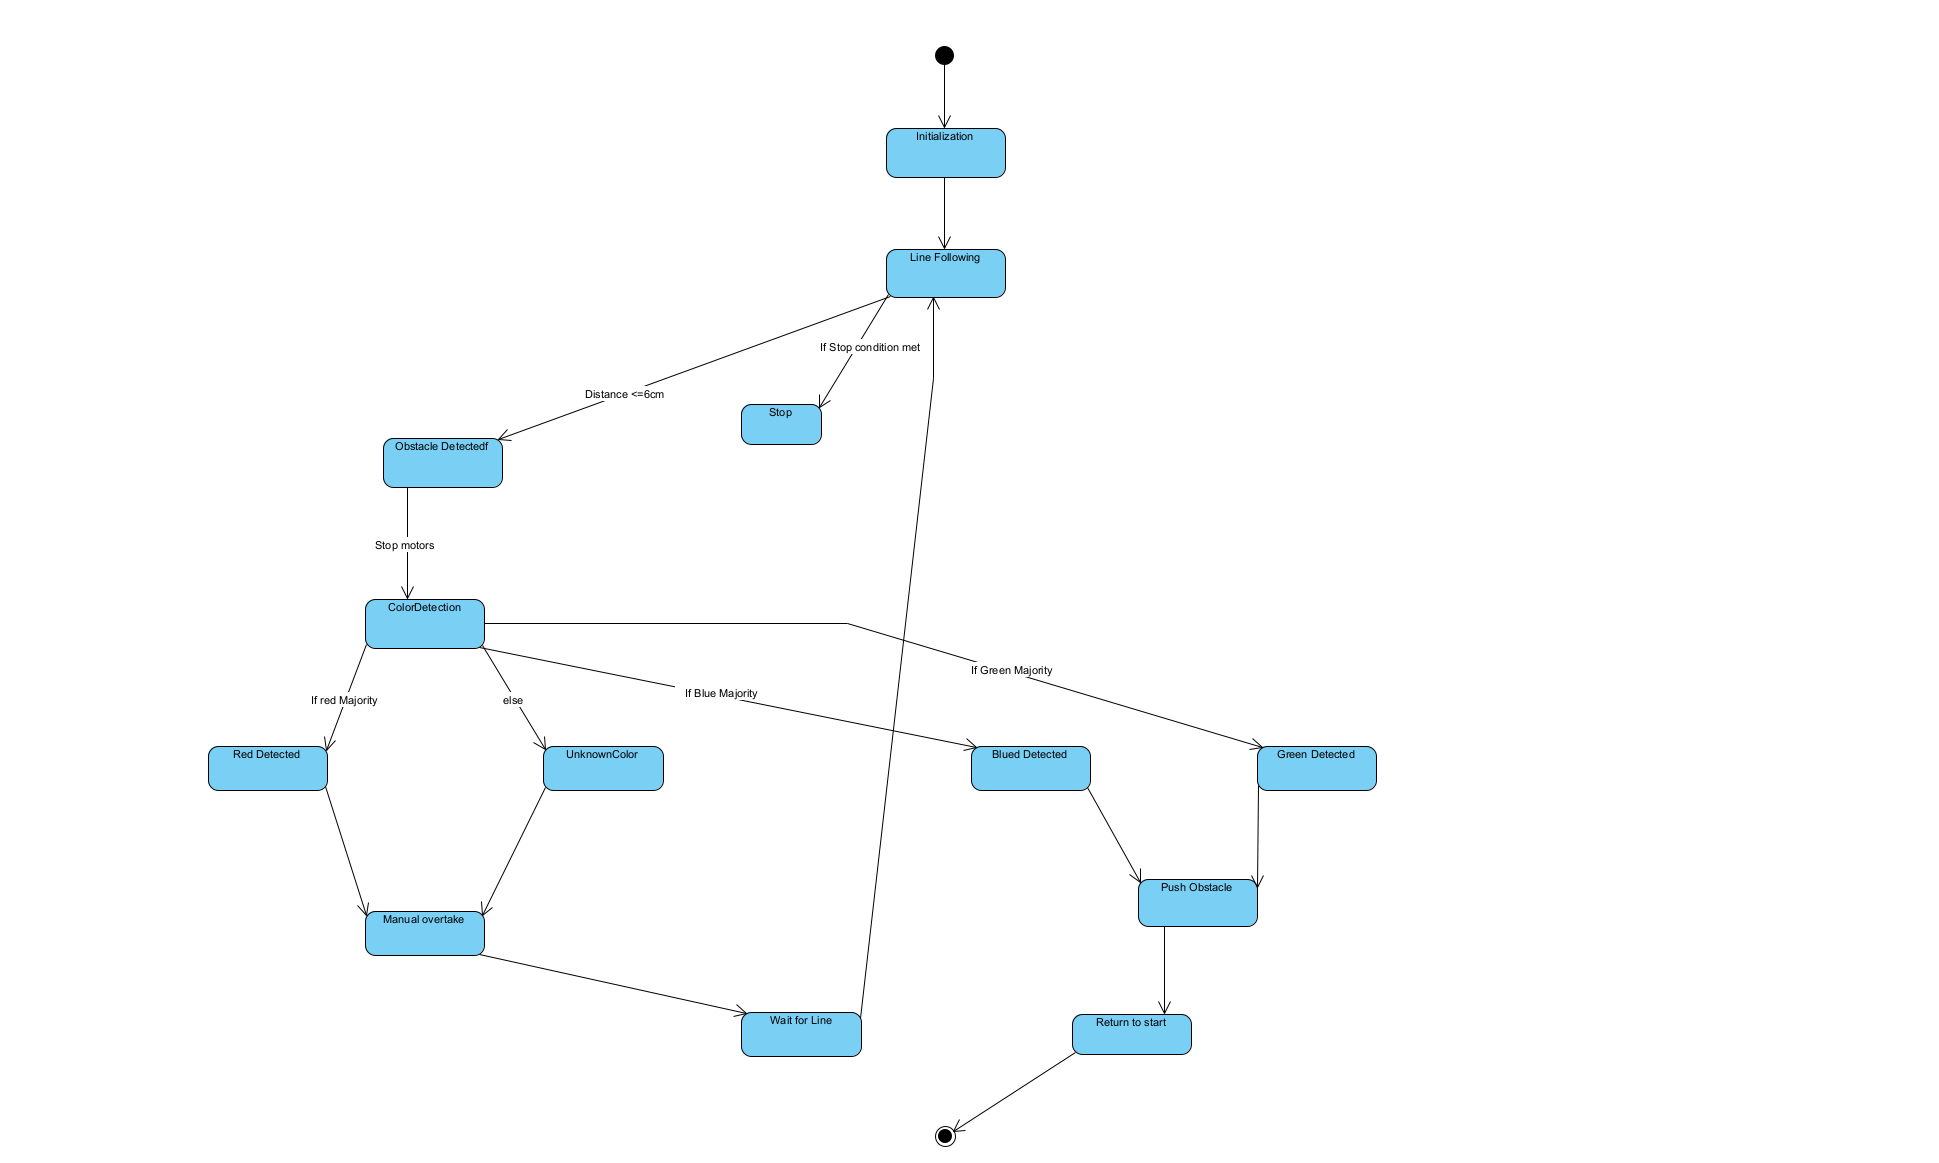 Initialization
Line Following
If Stop condition met
Distance <=6cm
Stop
Obstacle Detectedf
Stop motors
ColorDetection
If Green Majority
If red Majority
else
If Blue Majority
Red Detected
UnknownColor
Blued Detected
Green Detected
Push Obstacle
Manual overtake
Wait for Line
Return to start